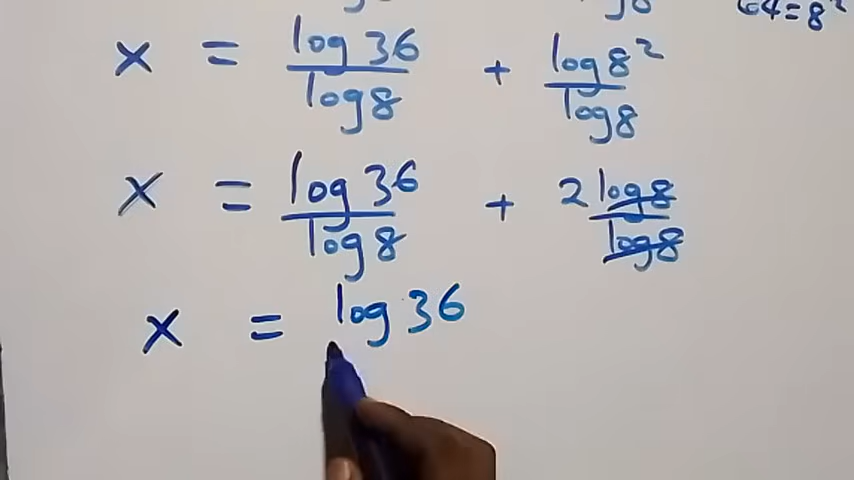 64=8²
x = log 36 / log 8 + log 8² / log 8
x = log 36 / log 8 + 2 log 8 / log 8
x = log 36